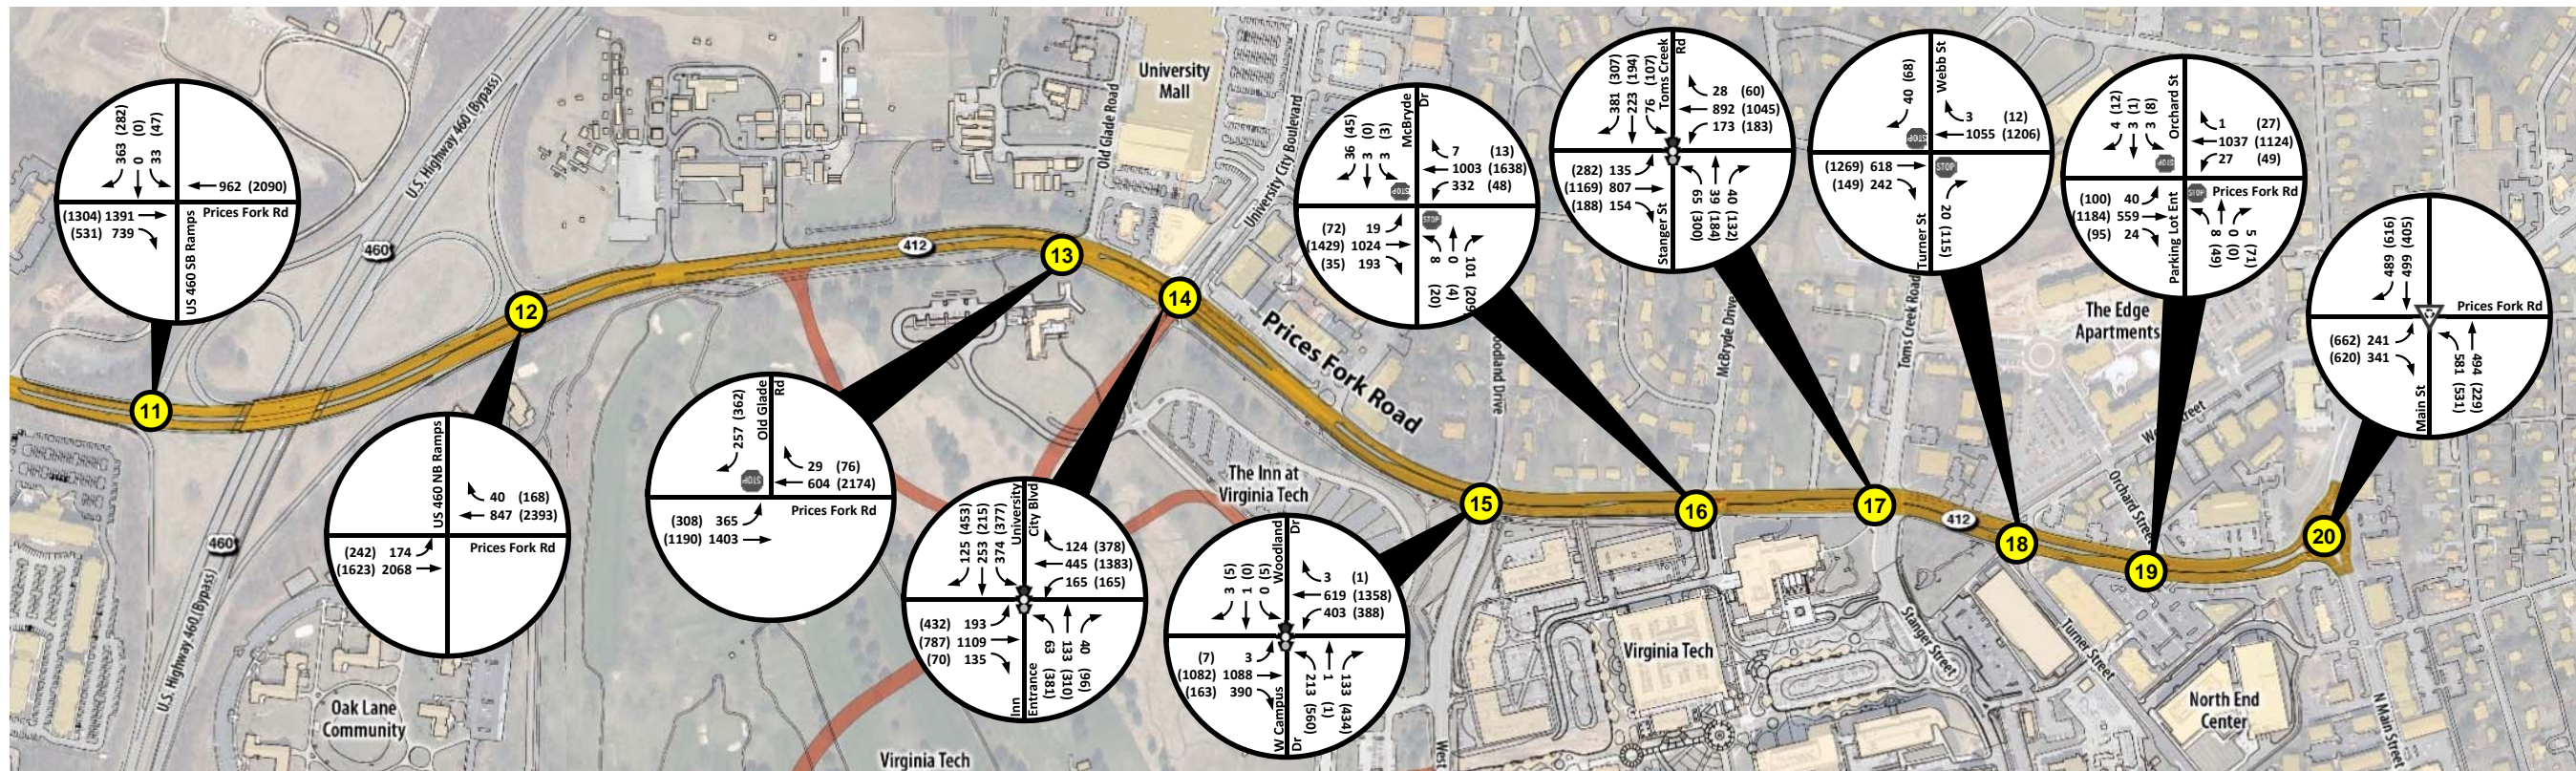 University
Mall
Old Glade Road
University City Boulevard
U.S. Highway 460 (Bypass)
460
U.S. Highway 460 (Bypass)
460
412
412
Prices Fork Road
The Inn at
Virginia Tech
Oak Lane
Community
Virginia Tech
West
McBryde Drive
Toms Creek Road
The Edge
Apartments
Orchard Street
Stanger Street
Turner Street
Virginia Tech
North End
Center
N Main Street
11
12
13
14
15
16
17
18
19
20
363 (282)
0 (0)
33 (47)
962 (2090)
(1304) 1391
(531) 739
Prices Fork Rd
US 460 SB Ramps
US 460 NB Ramps
40 (168)
847 (2393)
(242) 174
(1623) 2068
Prices Fork Rd
257 (362)
Old Glade
Rd
STOP
29 (76)
604 (2174)
(308) 365
(1190) 1403
Prices Fork Rd
125 (453)
253 (215)
374 (377)
University
City Blvd
124 (378)
445 (1383)
165 (165)
(432) 193
(787) 1109
(70) 135
63 (381)
133 (310)
40 (96)
Inn
Entrance
3 (5)
1 (0)
0 (5)
Woodland
Dr
3 (1)
619 (1358)
403 (388)
(7) 3
(1082) 1088
(163) 390
213 (560)
1 (1)
133 (434)
W Campus
Dr
36 (45)
3 (0)
3 (3)
McBryde
Dr
STOP
7 (13)
1003 (1638)
332 (48)
(72) 19
(1429) 1024
(35) 193
STOP
8 (20)
0 (4)
101 (209
381 (307)
223 (194)
76 (107)
Toms Creek
Rd
28 (60)
892 (1045)
173 (183)
(282) 135
(1169) 807
(188) 154
65 (300)
39 (184)
40 (132)
Stanger St
40 (68)
Webb St
STOP
3 (12)
1055 (1206)
(1269) 618
(149) 242
STOP
20 (115)
Turner St
4 (12)
3 (1)
3 (8)
Orchard St
STOP
1 (27)
1037 (1124)
27 (49)
(100) 40
(1184) 559
(95) 24
STOP
Prices Fork Rd
8 (49)
0 (0)
5 (71)
Parking Lot Ent
489 (616)
499 (405)
Prices Fork Rd
(662) 241
(620) 341
581 (531)
494 (229)
Main St